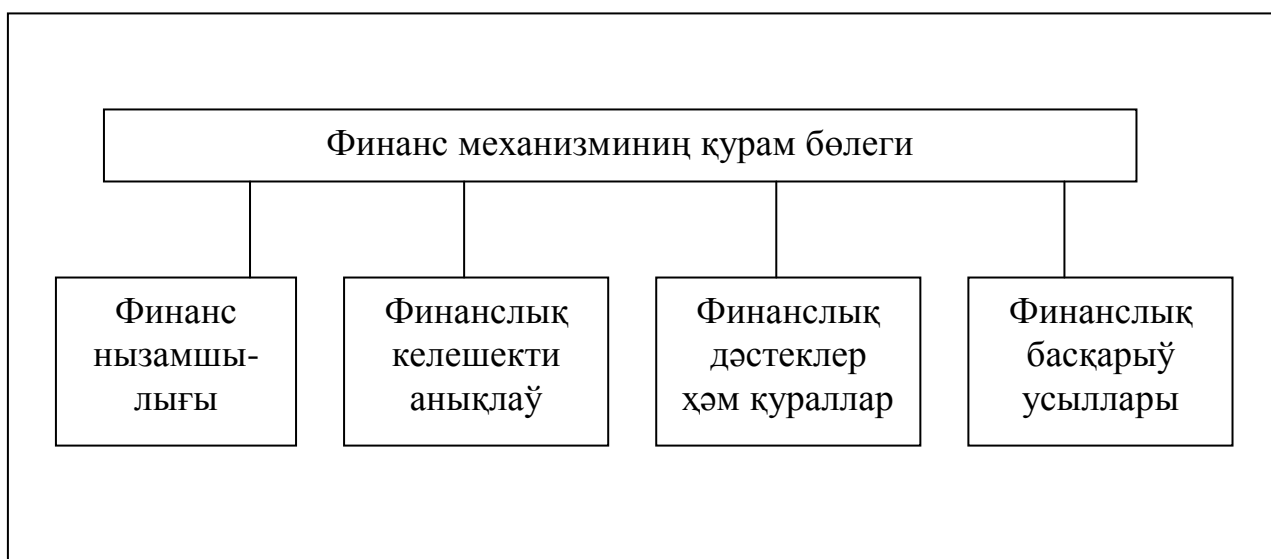 Финанс механизминиң қурам бөлеги
Финанс
нызамшы-
лығы
Финанслық
келешекти
анықлаў
Финанслық
дәстеклер
ҳәм қураллар
Финанслық
басқарыў
усыллары